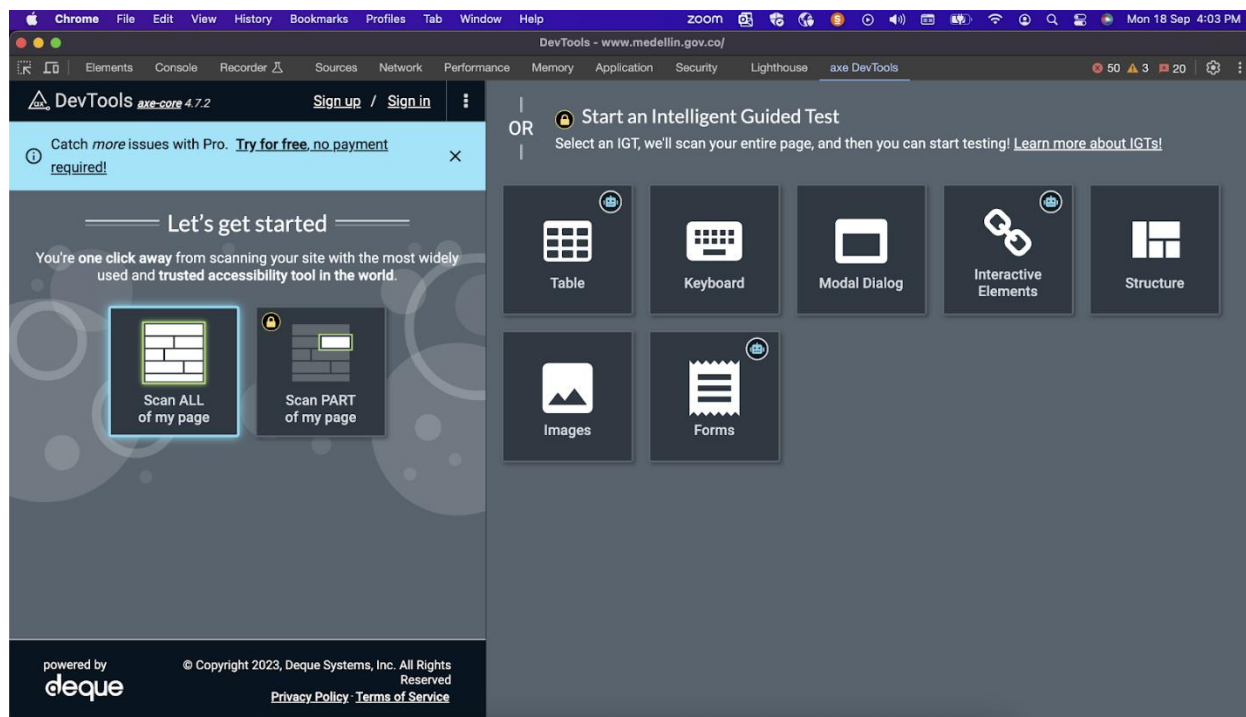 Chrome File Edit View History Bookmarks Profiles Tab Window Help zoom Mon 18 Sep 4:03 PM
DevTools - www.medellin.gov.co/
Elements Console Recorder Sources Network Performance Memory Application Security Lighthouse axe DevTools 50 3 20
DevTools axe-core 4.7.2 Sign up / Sign in
Catch more issues with Pro. Try for free, no payment
required!
Let's get started
You're one click away from scanning your site with the most widely
used and trusted accessibility tool in the world.
Scan ALL
of my page
Scan PART
of my page
powered by
deque
© Copyright 2023, Deque Systems, Inc. All Rights
Reserved
Privacy Policy · Terms of Service
OR
Start an Intelligent Guided Test
Select an IGT, we'll scan your entire page, and then you can start testing! Learn more about IGTs!
Table
Keyboard
Modal Dialog
Interactive
Elements
Structure
Images
Forms